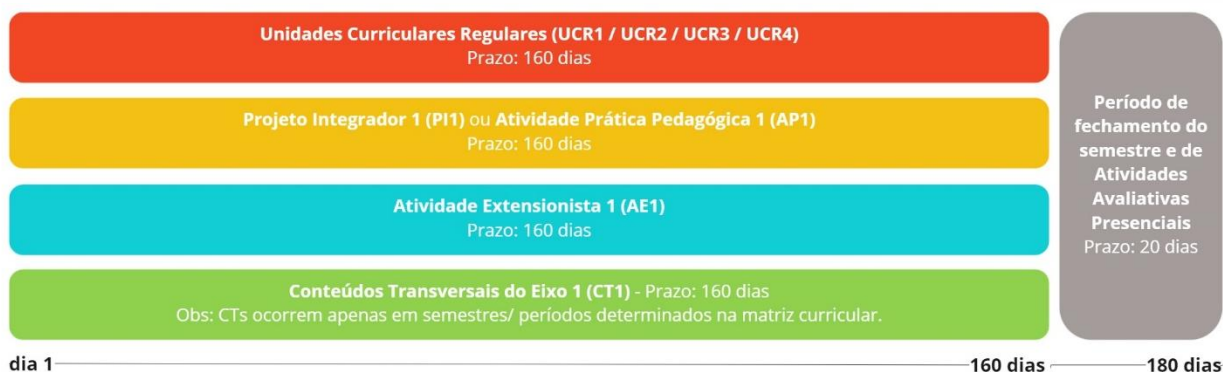 Unidades Curriculares Regulares (UCR1 / UCR2 / UCR3 / UCR4)
Prazo: 160 dias
Projeto Integrador 1 (PI1) ou Atividade Prática Pedagógica 1 (AP1)
Prazo: 160 dias
Atividade Extensionista 1 (AE1)
Prazo: 160 dias
Conteúdos Transversais do Eixo 1 (CT1) - Prazo: 160 dias
Obs: CTs ocorrem apenas em semestres/ períodos determinados na matriz curricular.
Período de
fechamento do
semestre e de
Atividades
Avaliativas
Presenciais
Prazo: 20 dias
dia 1
160 dias
180 dias